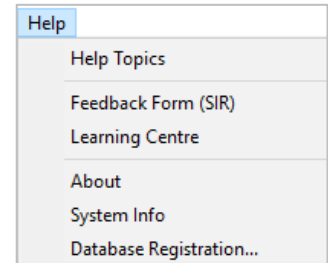 Help
Help Topics
Feedback Form (SIR)
Learning Centre
About
System Info
Database Registration...